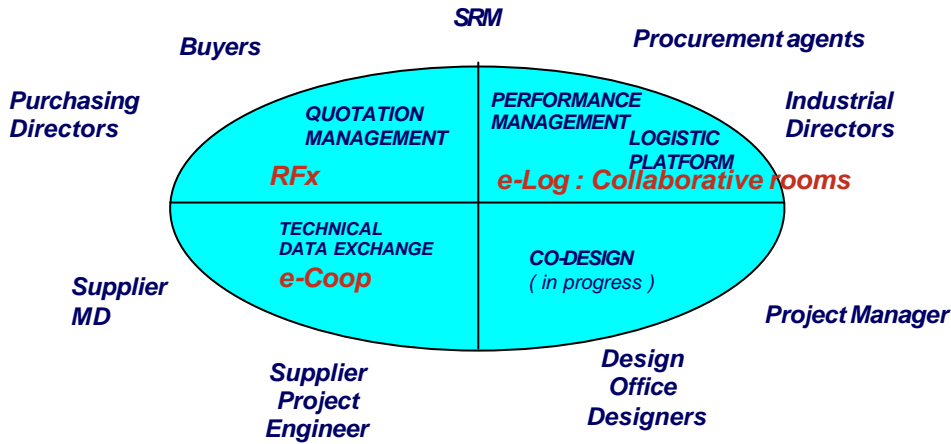 SRM
Buyers
Procurement agents
Purchasing
Directors
QUOTATION
MANAGEMENT
PERFORMANCE
MANAGEMENT
LOGISTIC
PLATFORM
Industrial
Directors
RFx
e-Log : Collaborative rooms
TECHNICAL
DATA EXCHANGE
e-Coop
CO-DESIGN
( in progress )
Supplier
MD
Project Manager
Supplier
Project
Engineer
Design
Office
Designers